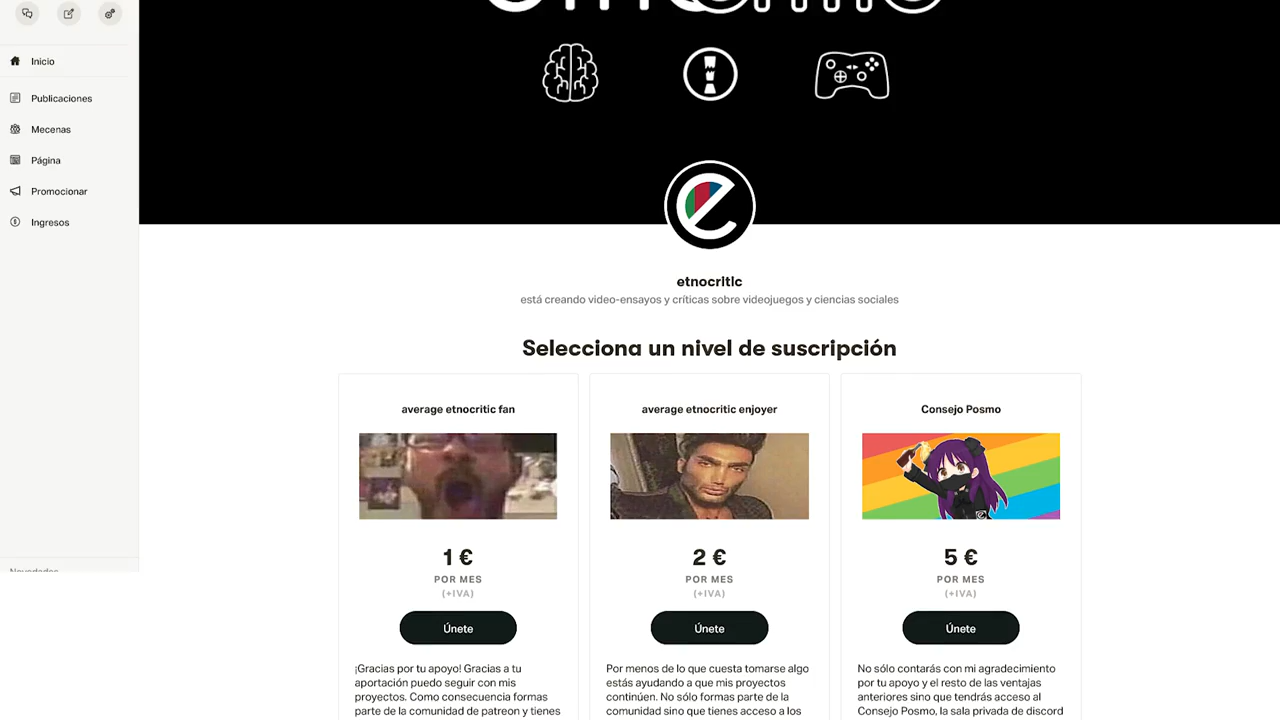 Inicio
Publicaciones
Mecenas
Página
Promocionar
Ingresos
etnocritic
está creando video-ensayos y críticas sobre videojuegos y ciencias sociales
Selecciona un nivel de suscripción
average etnocritic fan
1 €
POR MES
(+IVA)
Únete
¡Gracias por tu apoyo! Gracias a tu
aportación puedo seguir con mis
proyectos. Como consecuencia formas
parte de la comunidad de patreon y tienes
average etnocritic enjoyer
2 €
POR MES
(+IVA)
Únete
Por menos de lo que cuesta tomarse algo
estás ayudando a que mis proyectos
continúen. No sólo formas parte de la
comunidad sino que tienes acceso a los
Consejo Posmo
5 €
POR MES
(+IVA)
Únete
No sólo contarás con mi agradecimiento
por tu apoyo y el resto de las ventajas
anteriores sino que tendrás acceso al
Consejo Posmo, la sala privada de discord